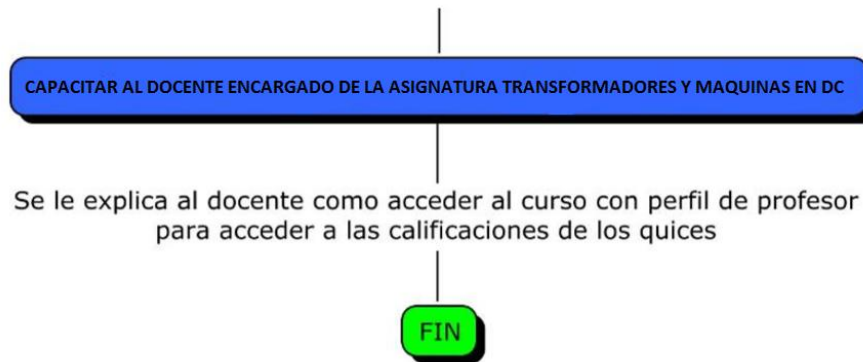 CAPACITAR AL DOCENTE ENCARGADO DE LA ASIGNATURA TRANSFORMADORES Y MAQUINAS EN DC
Se le explica al docente como acceder al curso con perfil de profesor
para acceder a las calificaciones de los quices
FIN